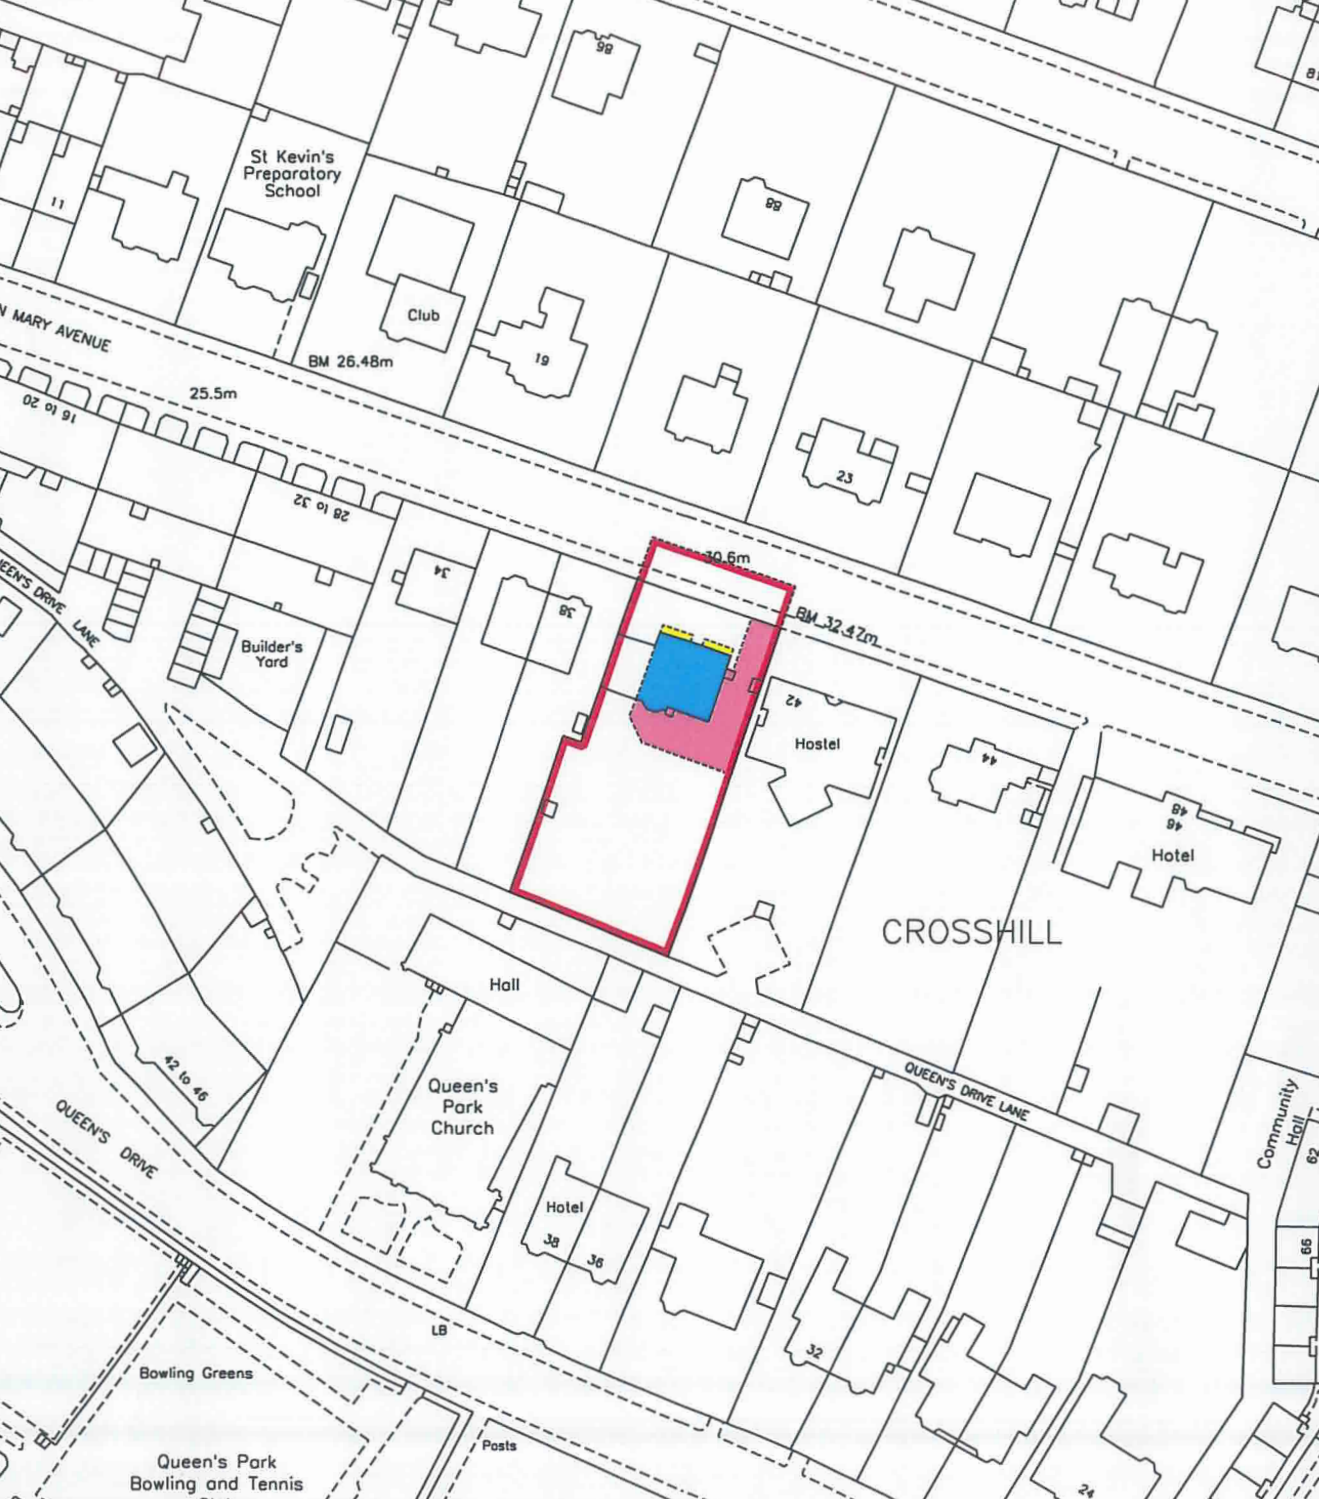 98
81
St Kevin's
Preparatory
School
11
88
Club
19
N MARY AVENUE
BM 26.48m
25.5m
16 to 20
23
28 to 32
30.6m
34
38
BM 32.47m
QUEEN'S DRIVE LANE
Builder's
Yard
42
Hostel
44
48
46
Hotel
CROSSHILL
Hall
42 to 46
Queen's
Park
Church
QUEEN'S DRIVE LANE
QUEEN'S DRIVE
Community
Hall
62
Hotel
38
36
66
LB
32
Bowling Greens
Posts
Queen's Park
Bowling and Tennis
24